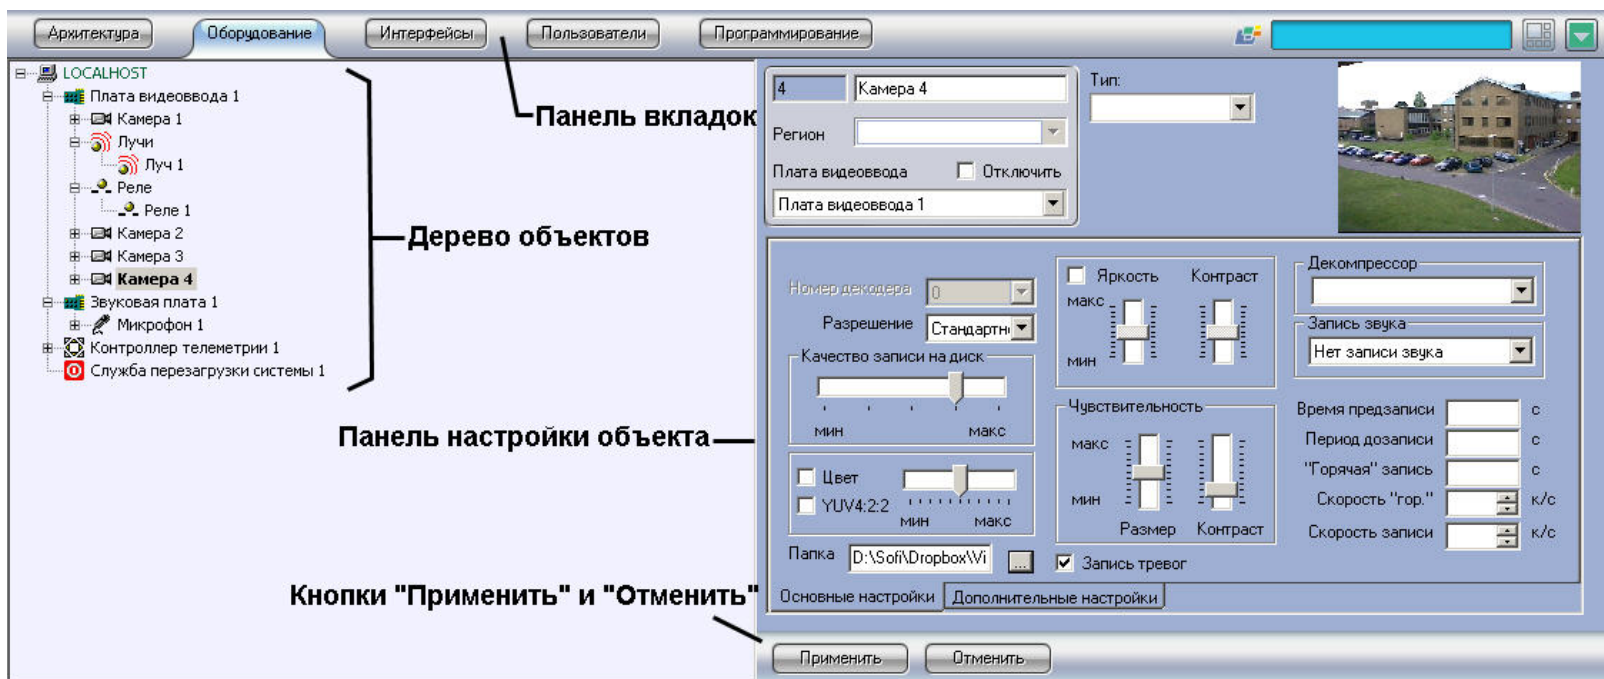 Архитектура
Оборудование
Интерфейсы
Пользователи
Программирование
LOCALHOST
Плата видеоввода 1
Камера 1
Лучи
Луч 1
Реле
Реле 1
Камера 2
Камера 3
Камера 4
Звуковая плата 1
Микрофон 1
Контроллер телеметрии 1
Служба перезагрузки системы 1
Панель вкладок
Дерево объектов
Панель настройки объекта
Кнопки "Применить" и "Отменить"
4
Камера 4
Тип:
Регион
Плата видеоввода
Отключить
Плата видеоввода 1
Номер декодера
0
Разрешение
Стандартн
Качество записи на диск
мин
макс
Цвет
YUV4:2:2
мин
макс
Папка
D:\Sofi\Dropbox\Vi
...
Яркость
Контраст
макс
мин
Чувствительность
макс
мин
Размер
Контраст
Запись тревог
Декомпрессор
Запись звука
Нет записи звука
Время предзаписи
с
Период дозаписи
с
"Горячая" запись
с
Скорость "гор."
к/с
Скорость записи
к/с
Основные настройки
Дополнительные настройки
Применить
Отменить